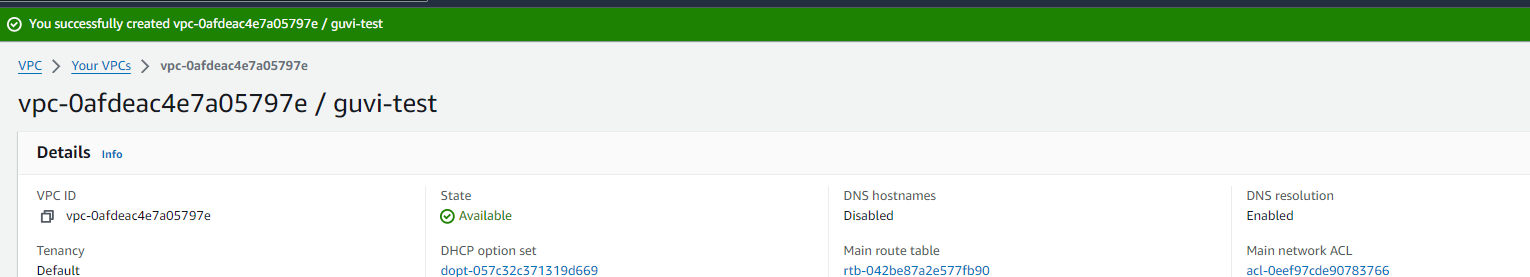 You successfully created vpc-0afdeac4e7a05797e / guvi-test
VPC > Your VPCs > vpc-0afdeac4e7a05797e
vpc-0afdeac4e7a05797e / guvi-test
Details Info
VPC ID
vpc-0afdeac4e7a05797e
State
Available
DNS hostnames
Disabled
DNS resolution
Enabled
Tenancy
Default
DHCP option set
dopt-057c32c371319d669
Main route table
rtb-042be87a2e577fb90
Main network ACL
acl-0eef97cde90783766